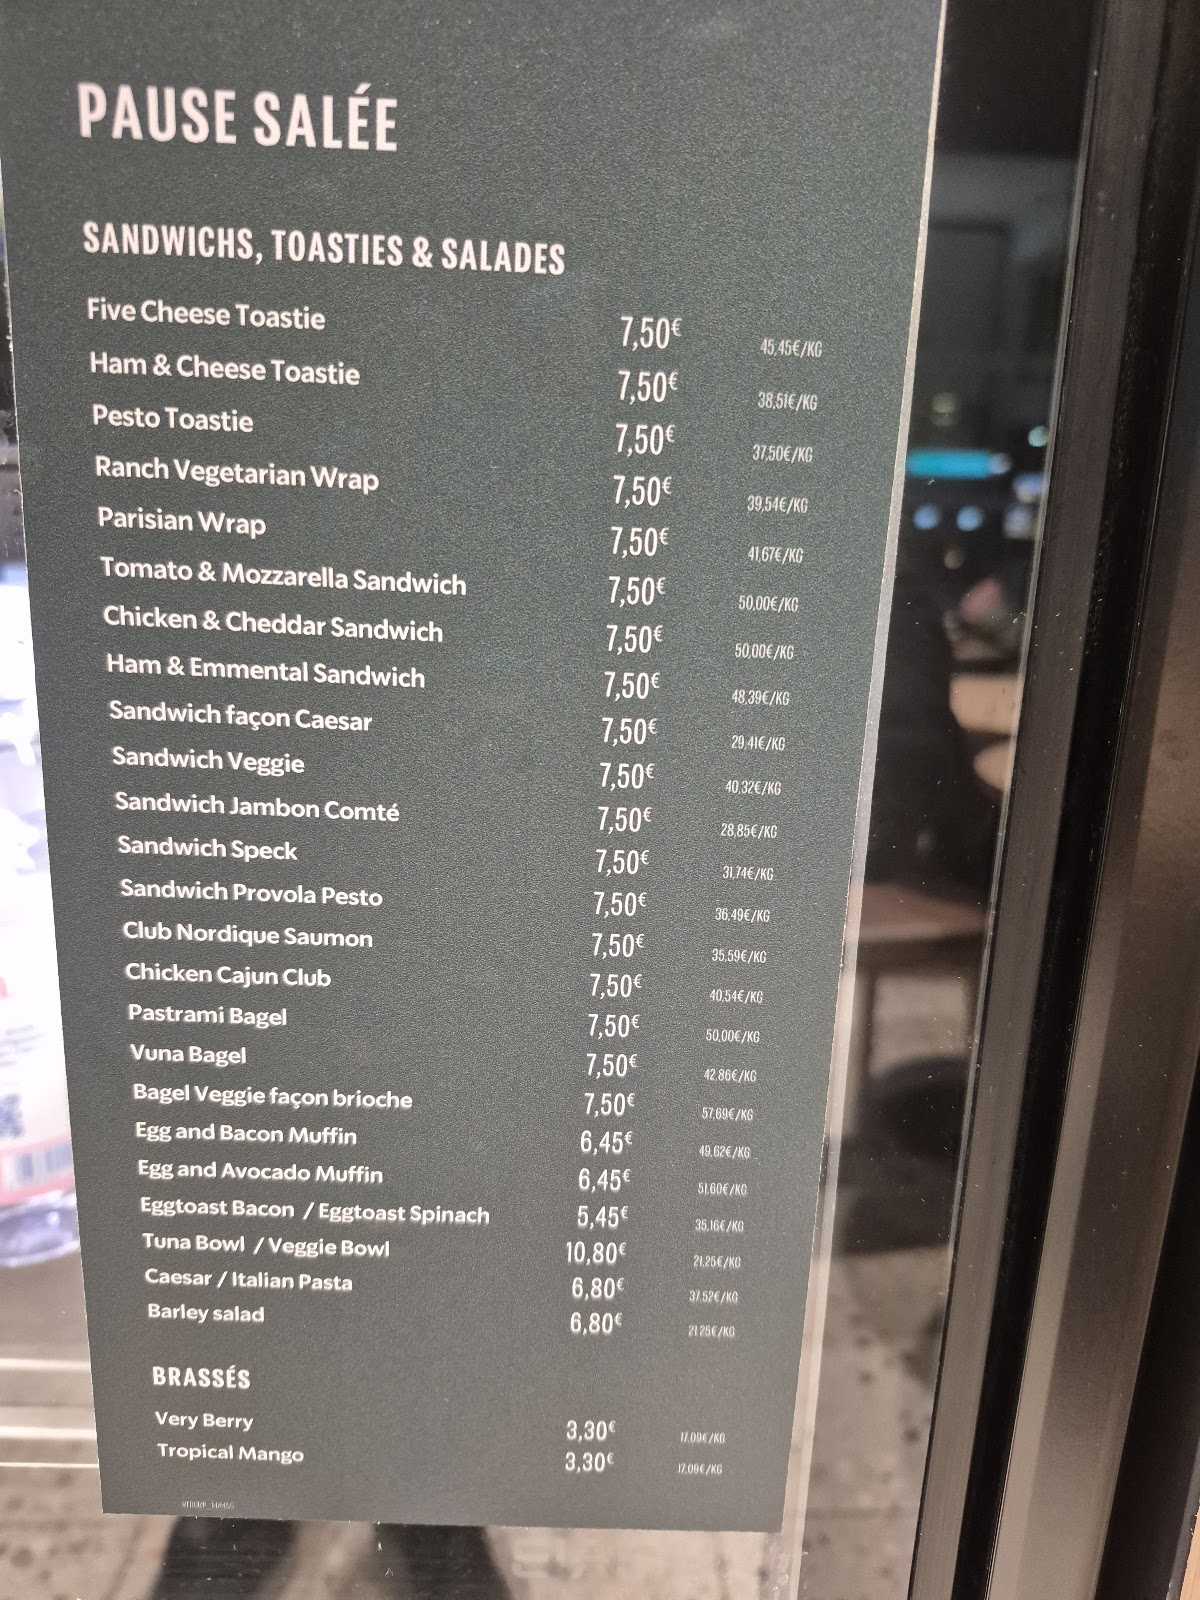 PAUSE SALÉE
SANDWICHS, TOASTIES & SALADES
Five Cheese Toastie 7,50€ 45,45€/KG
Ham & Cheese Toastie 7,50€ 38,51€/KG
Pesto Toastie 7,50€ 37,50€/KG
Ranch Vegetarian Wrap 7,50€ 39,54€/KG
Parisian Wrap 7,50€ 41,67€/KG
Tomato & Mozzarella Sandwich 7,50€ 50,00€/KG
Chicken & Cheddar Sandwich 7,50€ 50,00€/KG
Ham & Emmental Sandwich 7,50€ 48,39€/KG
Sandwich façon Caesar 7,50€ 29,41€/KG
Sandwich Veggie 7,50€ 40,32€/KG
Sandwich Jambon Comté 7,50€ 28,85€/KG
Sandwich Speck 7,50€ 31,74€/KG
Sandwich Provola Pesto 7,50€ 36,49€/KG
Club Nordique Saumon 7,50€ 35,59€/KG
Chicken Cajun Club 7,50€ 40,54€/KG
Pastrami Bagel 7,50€ 50,00€/KG
Vuna Bagel 7,50€ 42,86€/KG
Bagel Veggie façon brioche 7,50€ 57,69€/KG
Egg and Bacon Muffin 6,45€ 49,62€/KG
Egg and Avocado Muffin 6,45€ 51,60€/KG
Eggtoast Bacon / Eggtoast Spinach 5,45€ 35,16€/KG
Tuna Bowl / Veggie Bowl 10,80€ 21,25€/KG
Caesar / Italian Pasta 6,80€ 37,52€/KG
Barley salad 6,80€ 21,25€/KG
BRASSÉS
Very Berry 3,30€ 17,09€/KG
Tropical Mango 3,30€ 17,09€/KG